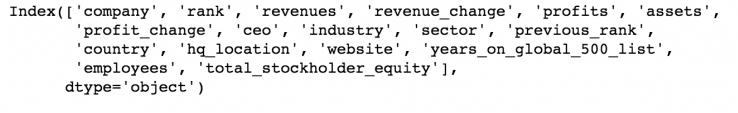 Index(['company', 'rank', 'revenues', 'revenue_change', 'profits', 'assets',
'profit_change', 'ceo', 'industry', 'sector', 'previous_rank',
'country', 'hq_location', 'website', 'years_on_global_500_list',
'employees', 'total_stockholder_equity'],
dtype='object')